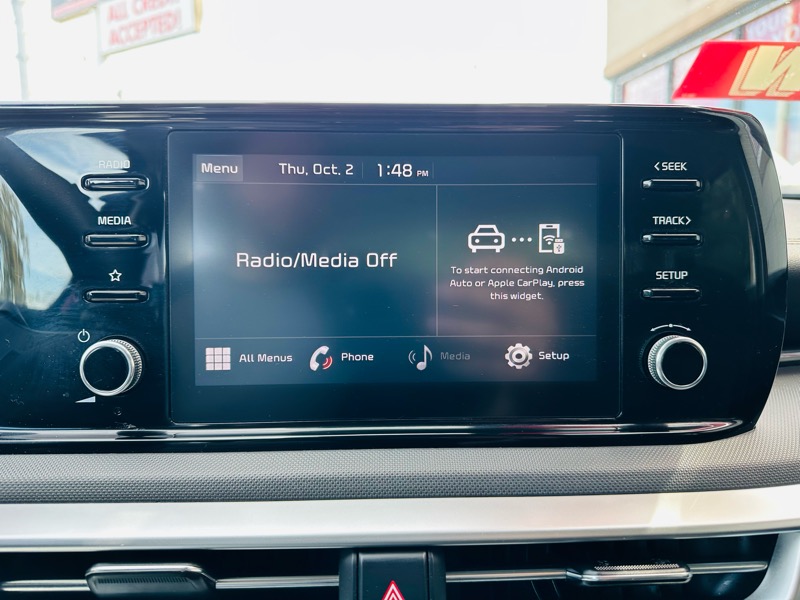 ALL CREDIT
ACCEPTED!
RADIO
MEDIA
Menu
Thu, Oct. 2
1:48 PM
Radio/Media Off
To start connecting Android
Auto or Apple CarPlay, press
this widget.
All Menus
Phone
Media
Setup
< SEEK
TRACK >
SETUP